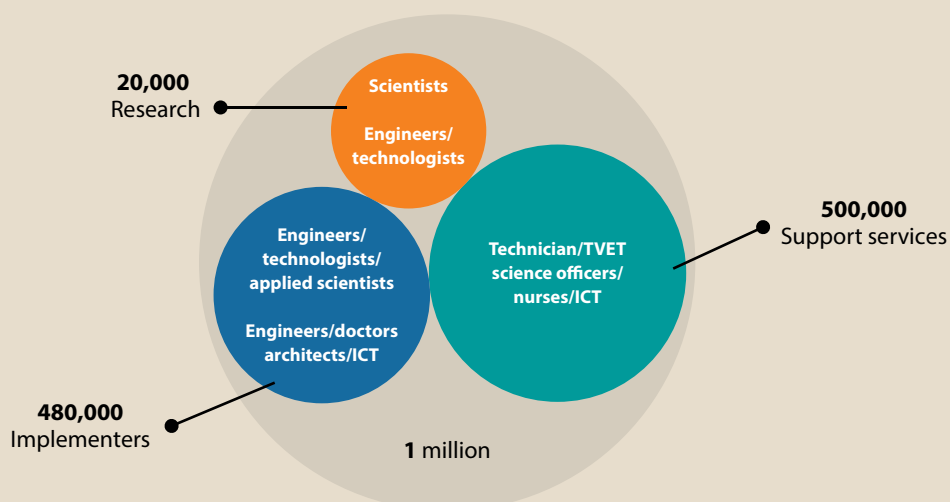 20,000
Research
Scientists
Engineers/
technologists
Engineers/
technologists/
applied scientists
Engineers/doctors
architects/ICT
Technician/TVET
science officers/
nurses/ICT
500,000
Support services
480,000
Implementers
1 million